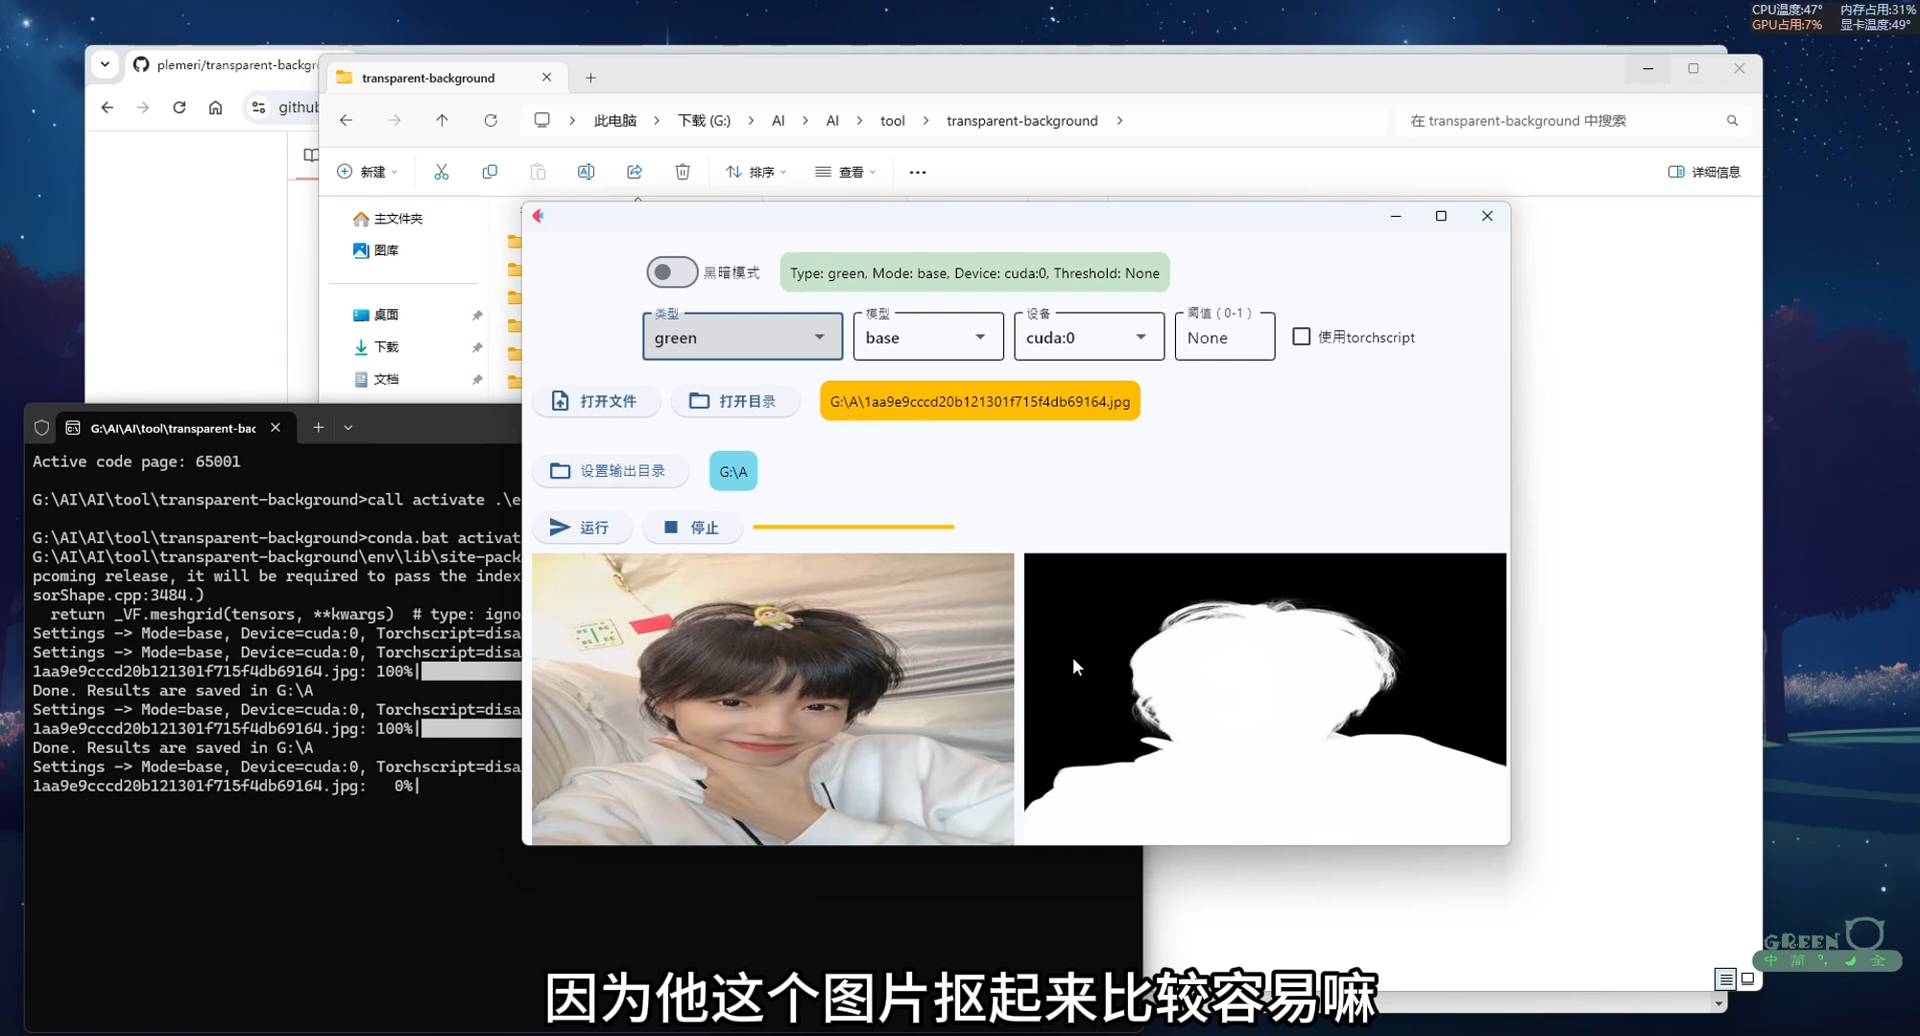 CPU温度:47° 内存占用:31%
GPU占用:7% 显卡温度:49°
plemeri/transparent-backgr
github
transparent-background
此电脑 下载 (G:) AI AI tool transparent-background
在 transparent-background 中搜索
新建 排序 查看 详细信息
主文件夹
图库
桌面
下载
文档
黑暗模式 Type: green, Mode: base, Device: cuda:0, Threshold: None
类型 模型 设备 阈值 ( 0-1 )
green base cuda:0 None 使用torchscript
打开文件 打开目录 G:\A\1aa9e9cccd20b121301f715f4db69164.jpg
设置输出目录 G:\A
运行 停止
G:\AI\AI\tool\transparent-bac
Active code page: 65001
G:\AI\AI\tool\transparent-background>call activate .\e
G:\AI\AI\tool\transparent-background>conda.bat activat
G:\AI\AI\tool\transparent-background\env\lib\site-pack
pcoming release, it will be required to pass the index
sorShape.cpp:3484.)
return _VF.meshgrid(tensors, **kwargs)  # type: igno
Settings -> Mode=base, Device=cuda:0, Torchscript=disa
Settings -> Mode=base, Device=cuda:0, Torchscript=disa
1aa9e9cccd20b121301f715f4db69164.jpg: 100%|
Done. Results are saved in G:\A
Settings -> Mode=base, Device=cuda:0, Torchscript=disa
1aa9e9cccd20b121301f715f4db69164.jpg: 100%|
Done. Results are saved in G:\A
Settings -> Mode=base, Device=cuda:0, Torchscript=disa
1aa9e9cccd20b121301f715f4db69164.jpg:   0%|
GREEN
中 简 °, 全
因为他这个图片抠起来比较容易嘛